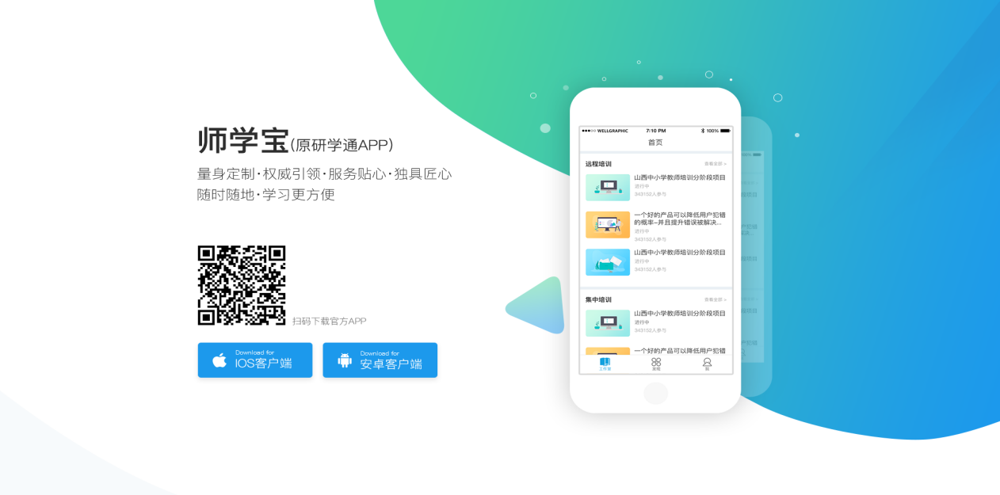 师学宝(原研学通APP)
量身定制·权威引领·服务贴心·独具匠心
随时随地·学习更方便
扫码下载官方APP
Download for
IOS客户端
Download for
安卓客户端
WELLGRAPHIC 7:10 PM 100%
首页
远程培训 查看全部 >
山西中小学教师培训分阶段项目
进行中
343152人参与
一个好的产品可以降低用户犯错
的概率–并且提升错误被解决...
进行中
343152人参与
山西中小学教师培训分阶段项目
进行中
343152人参与
集中培训 查看全部 >
山西中小学教师培训分阶段项目
进行中
343152人参与
一个好的产品可以降低用户犯错
工作室 发现 我